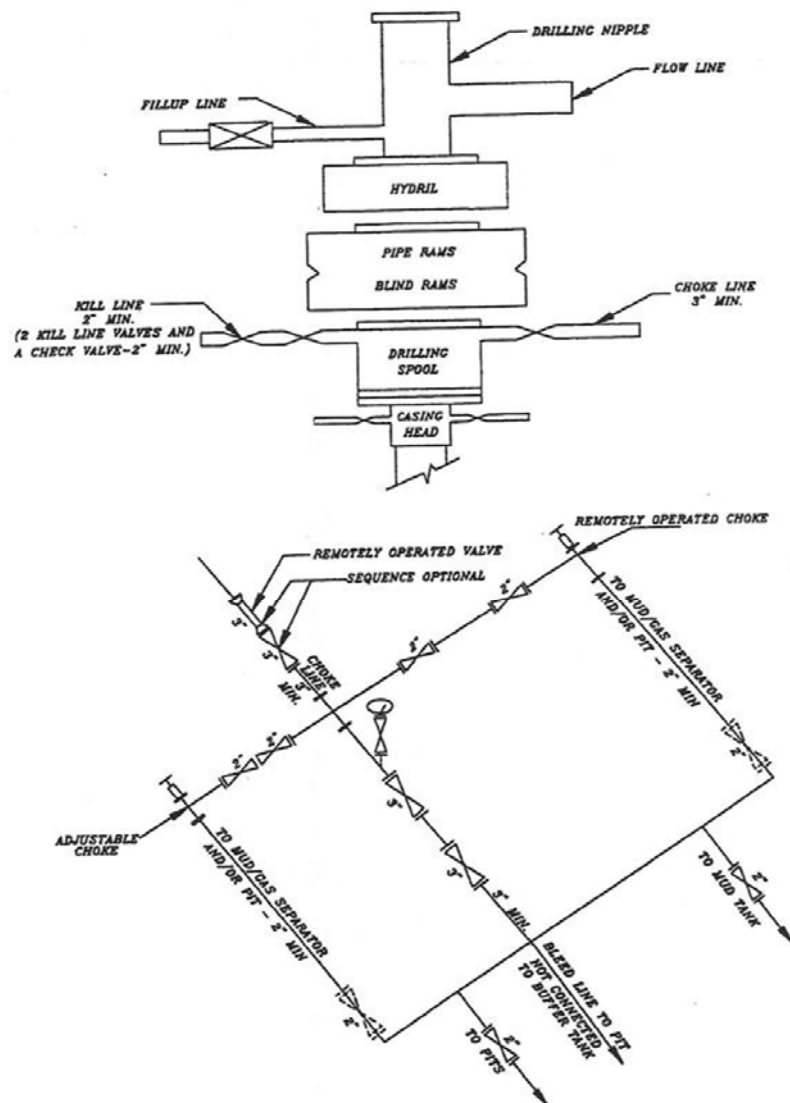 DRILLING NIPPLE
FLOW LINE
FILLUP LINE
HYDRIL
PIPE RAMS
BLIND RAMS
KILL LINE
2" MIN.
(2 KILL LINE VALVES AND
A CHECK VALVE-2" MIN.)
CHOKE LINE
3" MIN.
DRILLING
SPOOL
CASING
HEAD
REMOTELY OPERATED CHOKE
REMOTELY OPERATED VALVE
SEQUENCE OPTIONAL
3"
3"
CHOKE
LINE
3"
MIN.
2"
2"
TO MUD/GAS SEPARATOR
AND/OR PIT - 2" MIN
2"
2"
2"
3"
3"
3" MIN.
ADJUSTABLE
CHOKE
TO MUD/GAS SEPARATOR
AND/OR PIT - 2" MIN
2"
2"
TO MUD TANK
BLEED LINE TO PIT
NOT CONNECTED
TO BUFFER TANK
2"
TO PITS